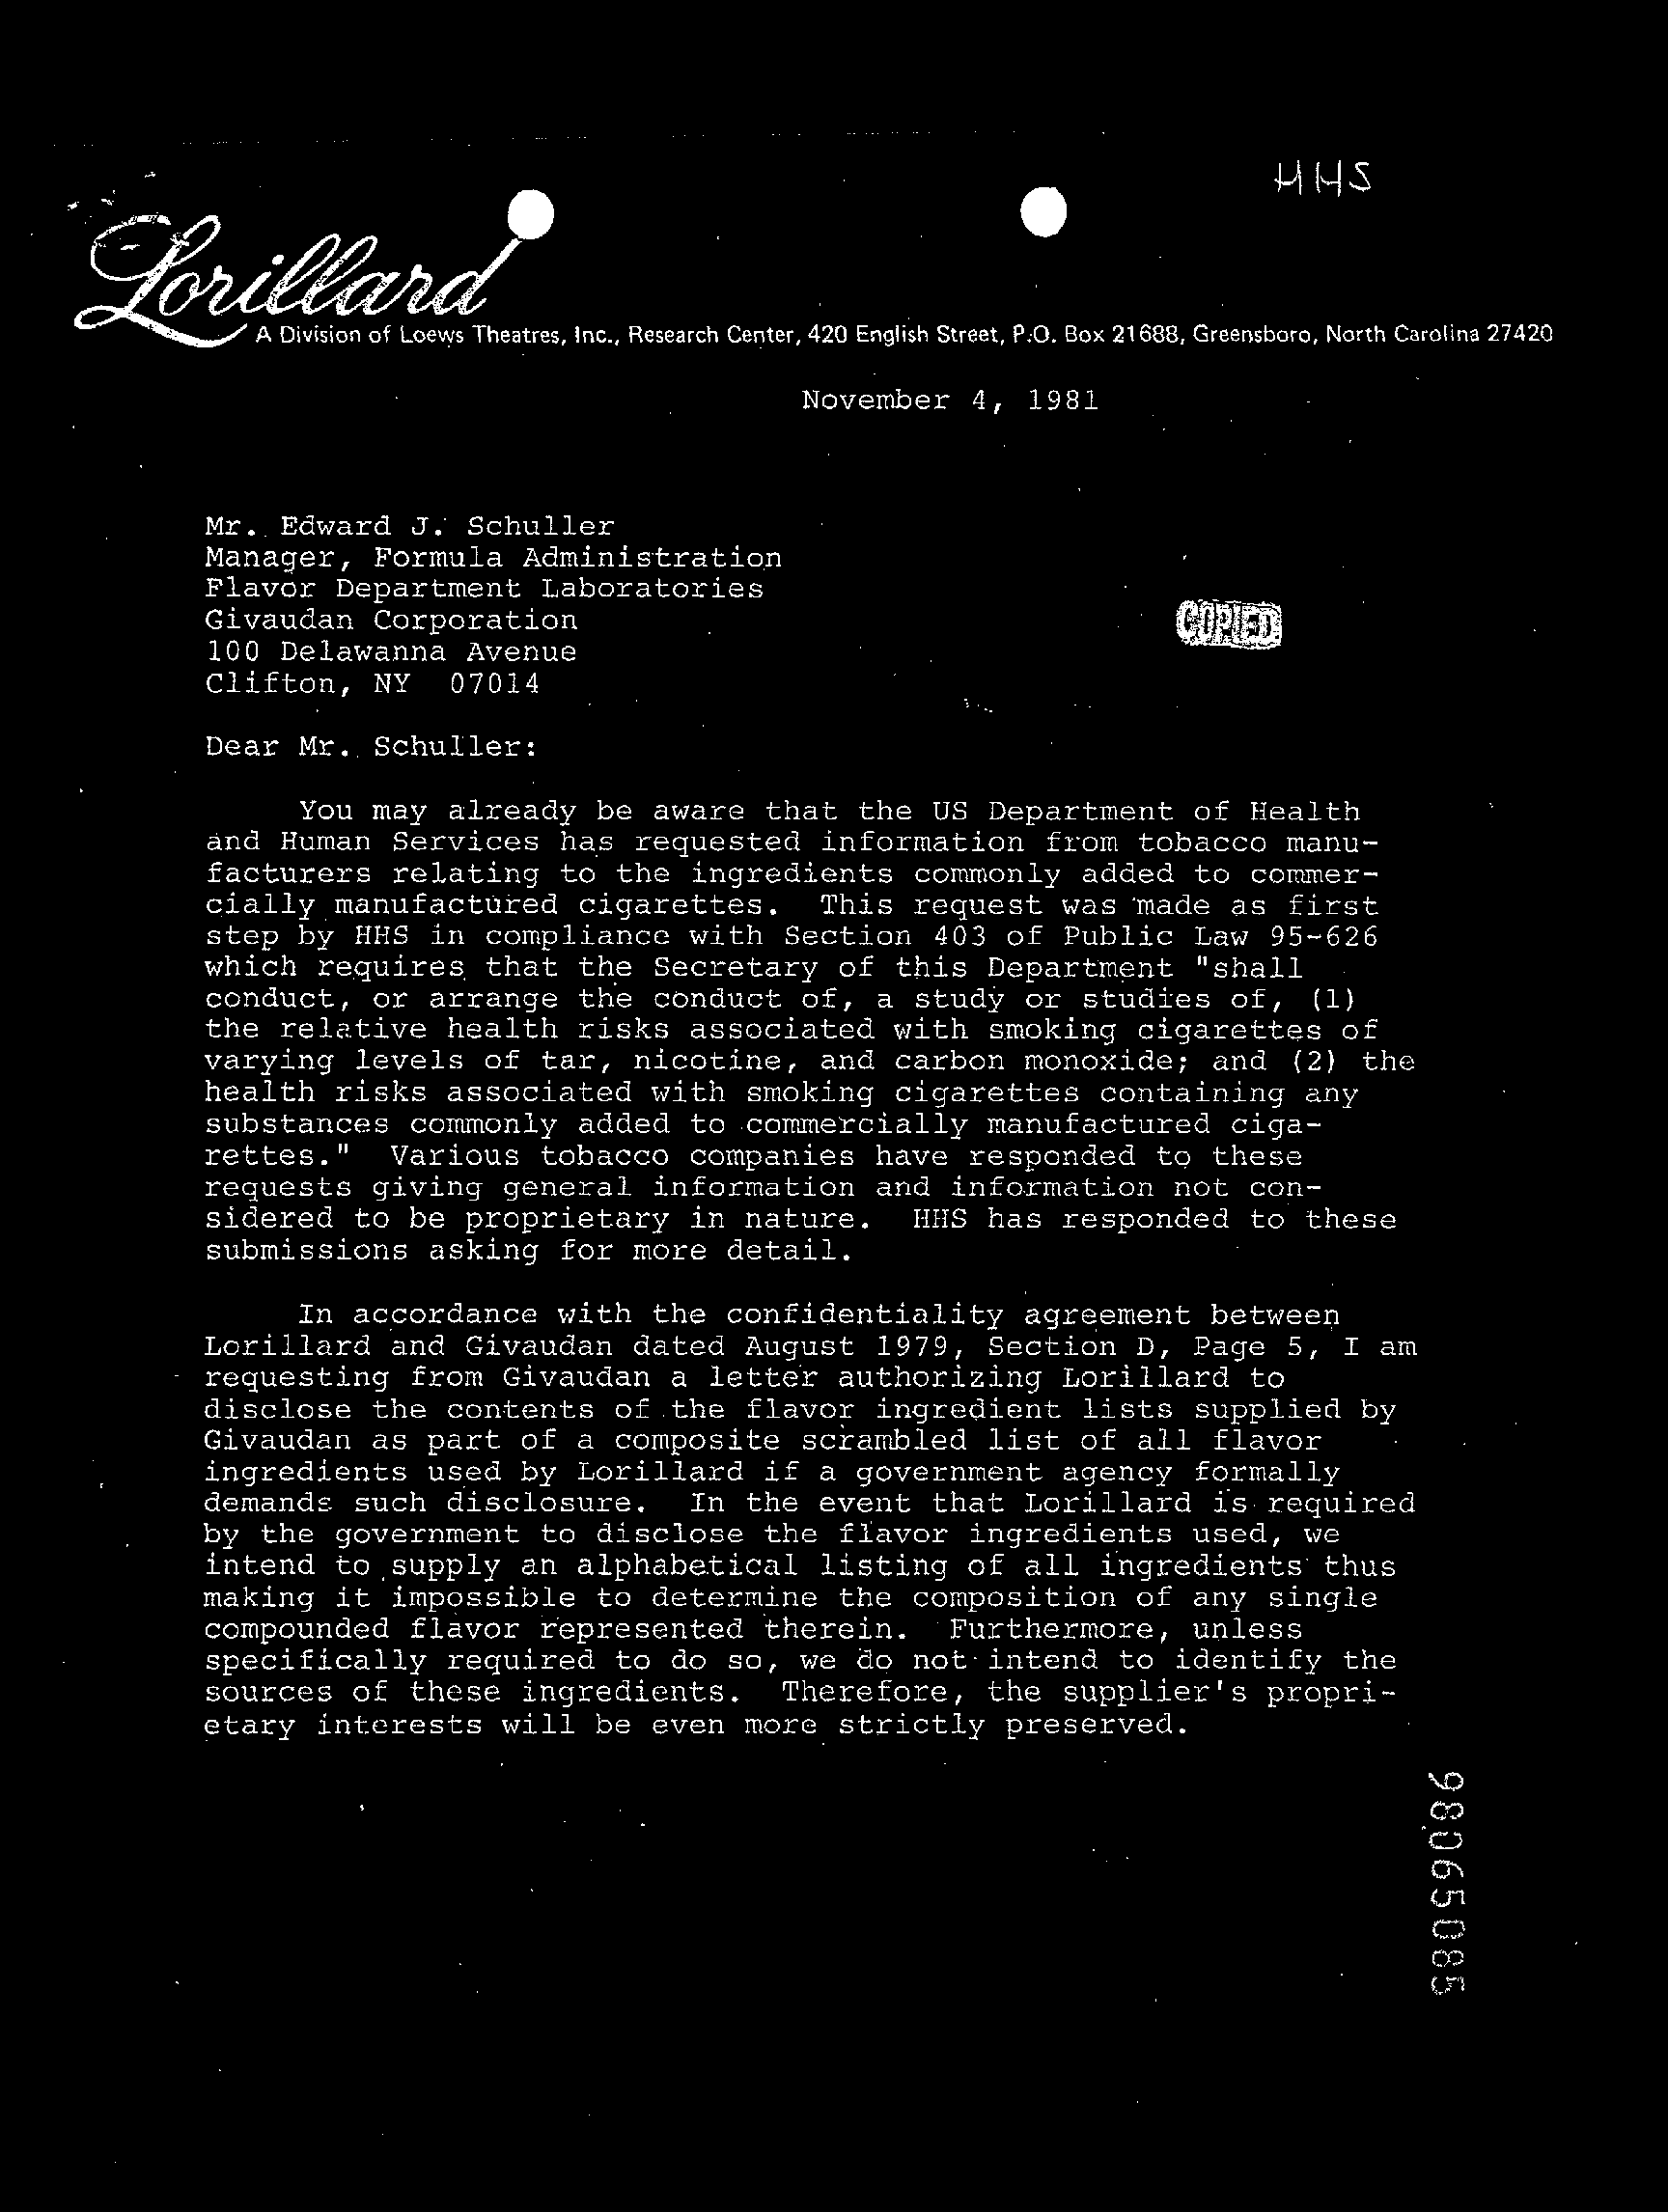 HHS
Lorillard
A Division of Loews Theatres, Inc., Research Center, 420 English Street, P.O. Box 21688, Greensboro, North Carolina 27420
November 4, 1981
Mr. Edward J. Schuller
Manager, Formula Administration
Flavor Department Laboratories
Givaudan Corporation
100 Delawanna Avenue
Clifton, NY  07014
COPIED
Dear Mr. Schuller:
You may already be aware that the US Department of Health
and Human Services has requested information from tobacco manu-
facturers relating to the ingredients commonly added to commer-
cially manufactured cigarettes.  This request was made as first
step by HHS in compliance with Section 403 of Public Law 95-626
which requires that the Secretary of this Department "shall
conduct, or arrange the conduct of, a study or studies of, (1)
the relative health risks associated with smoking cigarettes of
varying levels of tar, nicotine, and carbon monoxide; and (2) the
health risks associated with smoking cigarettes containing any
substances commonly added to commercially manufactured ciga-
rettes."  Various tobacco companies have responded to these
requests giving general information and information not con-
sidered to be proprietary in nature.  HHS has responded to these
submissions asking for more detail.
In accordance with the confidentiality agreement between
Lorillard and Givaudan dated August 1979, Section D, Page 5, I am
requesting from Givaudan a letter authorizing Lorillard to
disclose the contents of the flavor ingredient lists supplied by
Givaudan as part of a composite scrambled list of all flavor
ingredients used by Lorillard if a government agency formally
demands such disclosure.  In the event that Lorillard is required
by the government to disclose the flavor ingredients used, we
intend to supply an alphabetical listing of all ingredients thus
making it impossible to determine the composition of any single
compounded flavor represented therein.  Furthermore, unless
specifically required to do so, we do not intend to identify the
sources of these ingredients.  Therefore, the supplier's propri-
etary interests will be even more strictly preserved.
98065085